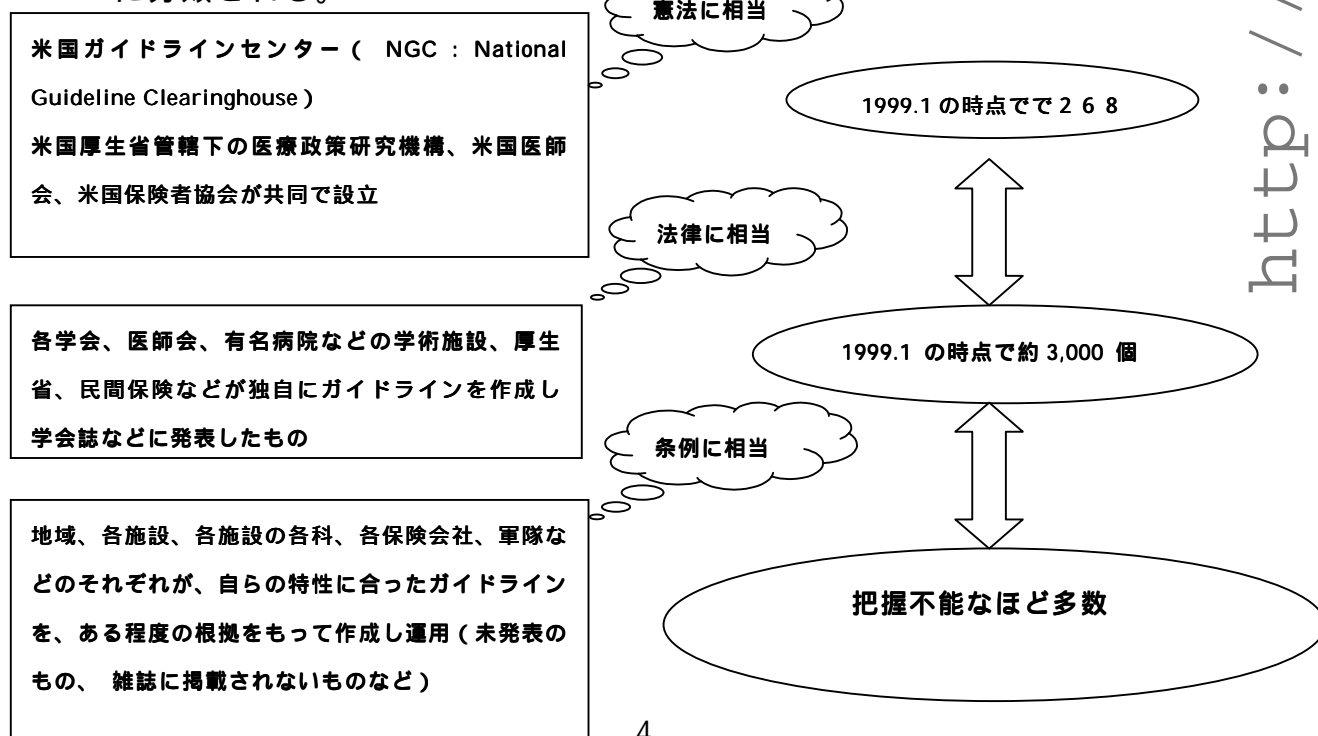 に分類される。
憲法に相当
米国ガイドラインセンター( NGC : National
Guideline Clearinghouse)
米国厚生省管轄下の医療政策研究機構、米国医師
会、米国保険者協会が共同で設立
1999.1の時点でで268
法律に相当
各学会、医師会、有名病院などの学術施設、厚生
省、民間保険などが独自にガイドラインを作成し
学会誌などに発表したもの
1999.1 の時点で約 3,000 個
条例に相当
地域、各施設、各施設の各科、各保険会社、軍隊な
どのそれぞれが、自らの特性に合ったガイドライン
を、ある程度の根拠をもって作成し運用(未発表の
もの、 雑誌に掲載されないものなど)
把握不能なほど多数
4
http://